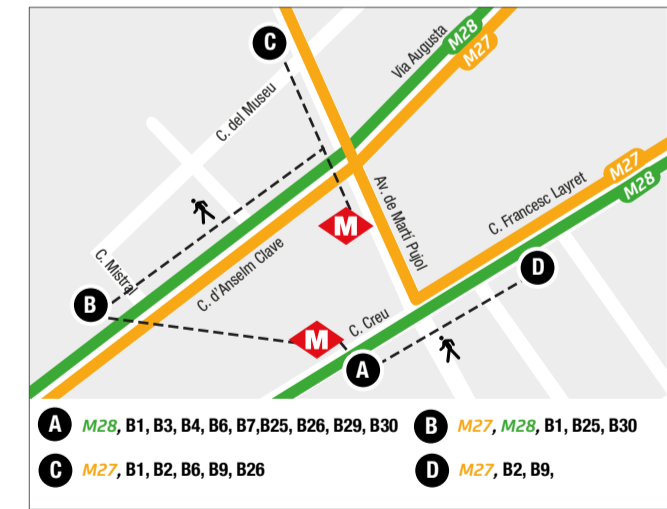 C
Via Augusta
M28
M27
C. del Museu
M27
M28
Av. de Martí Pujol
C. Francesc Layret
M
C. Mistral
C. d'Anselm Clave
B
D
M
C. Creu
A
A M28, B1, B3, B4, B6, B7,B25, B26, B29, B30
B M27, M28, B1, B25, B30
C M27, B1, B2, B6, B9, B26
D M27, B2, B9,